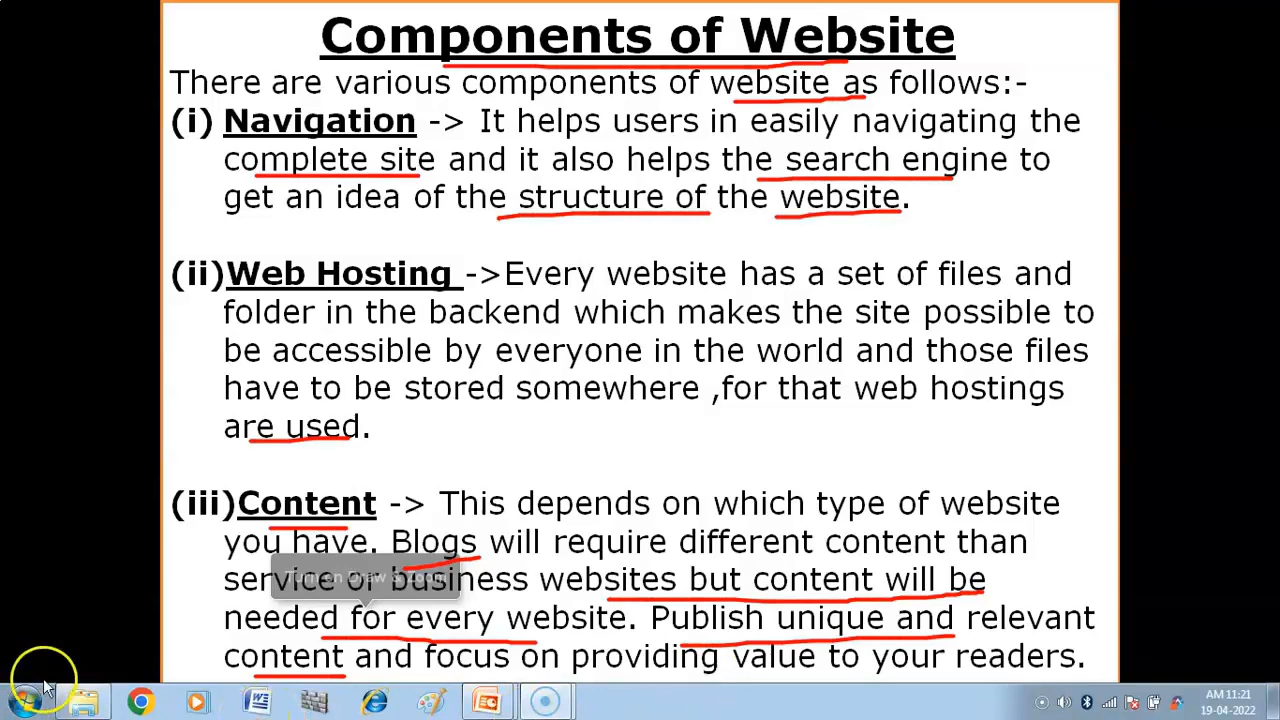 Components of Website
There are various components of website as follows:-
(i) Navigation -> It helps users in easily navigating the
complete site and it also helps the search engine to
get an idea of the structure of the website.
(ii)Web Hosting ->Every website has a set of files and
folder in the backend which makes the site possible to
be accessible by everyone in the world and those files
have to be stored somewhere ,for that web hostings
are used.
(iii)Content -> This depends on which type of website
you have. Blogs will require different content than
Turn on Draw & Zoom
service or business websites but content will be
needed for every website. Publish unique and relevant
content and focus on providing value to your readers.
AM 11:21
19-04-2022